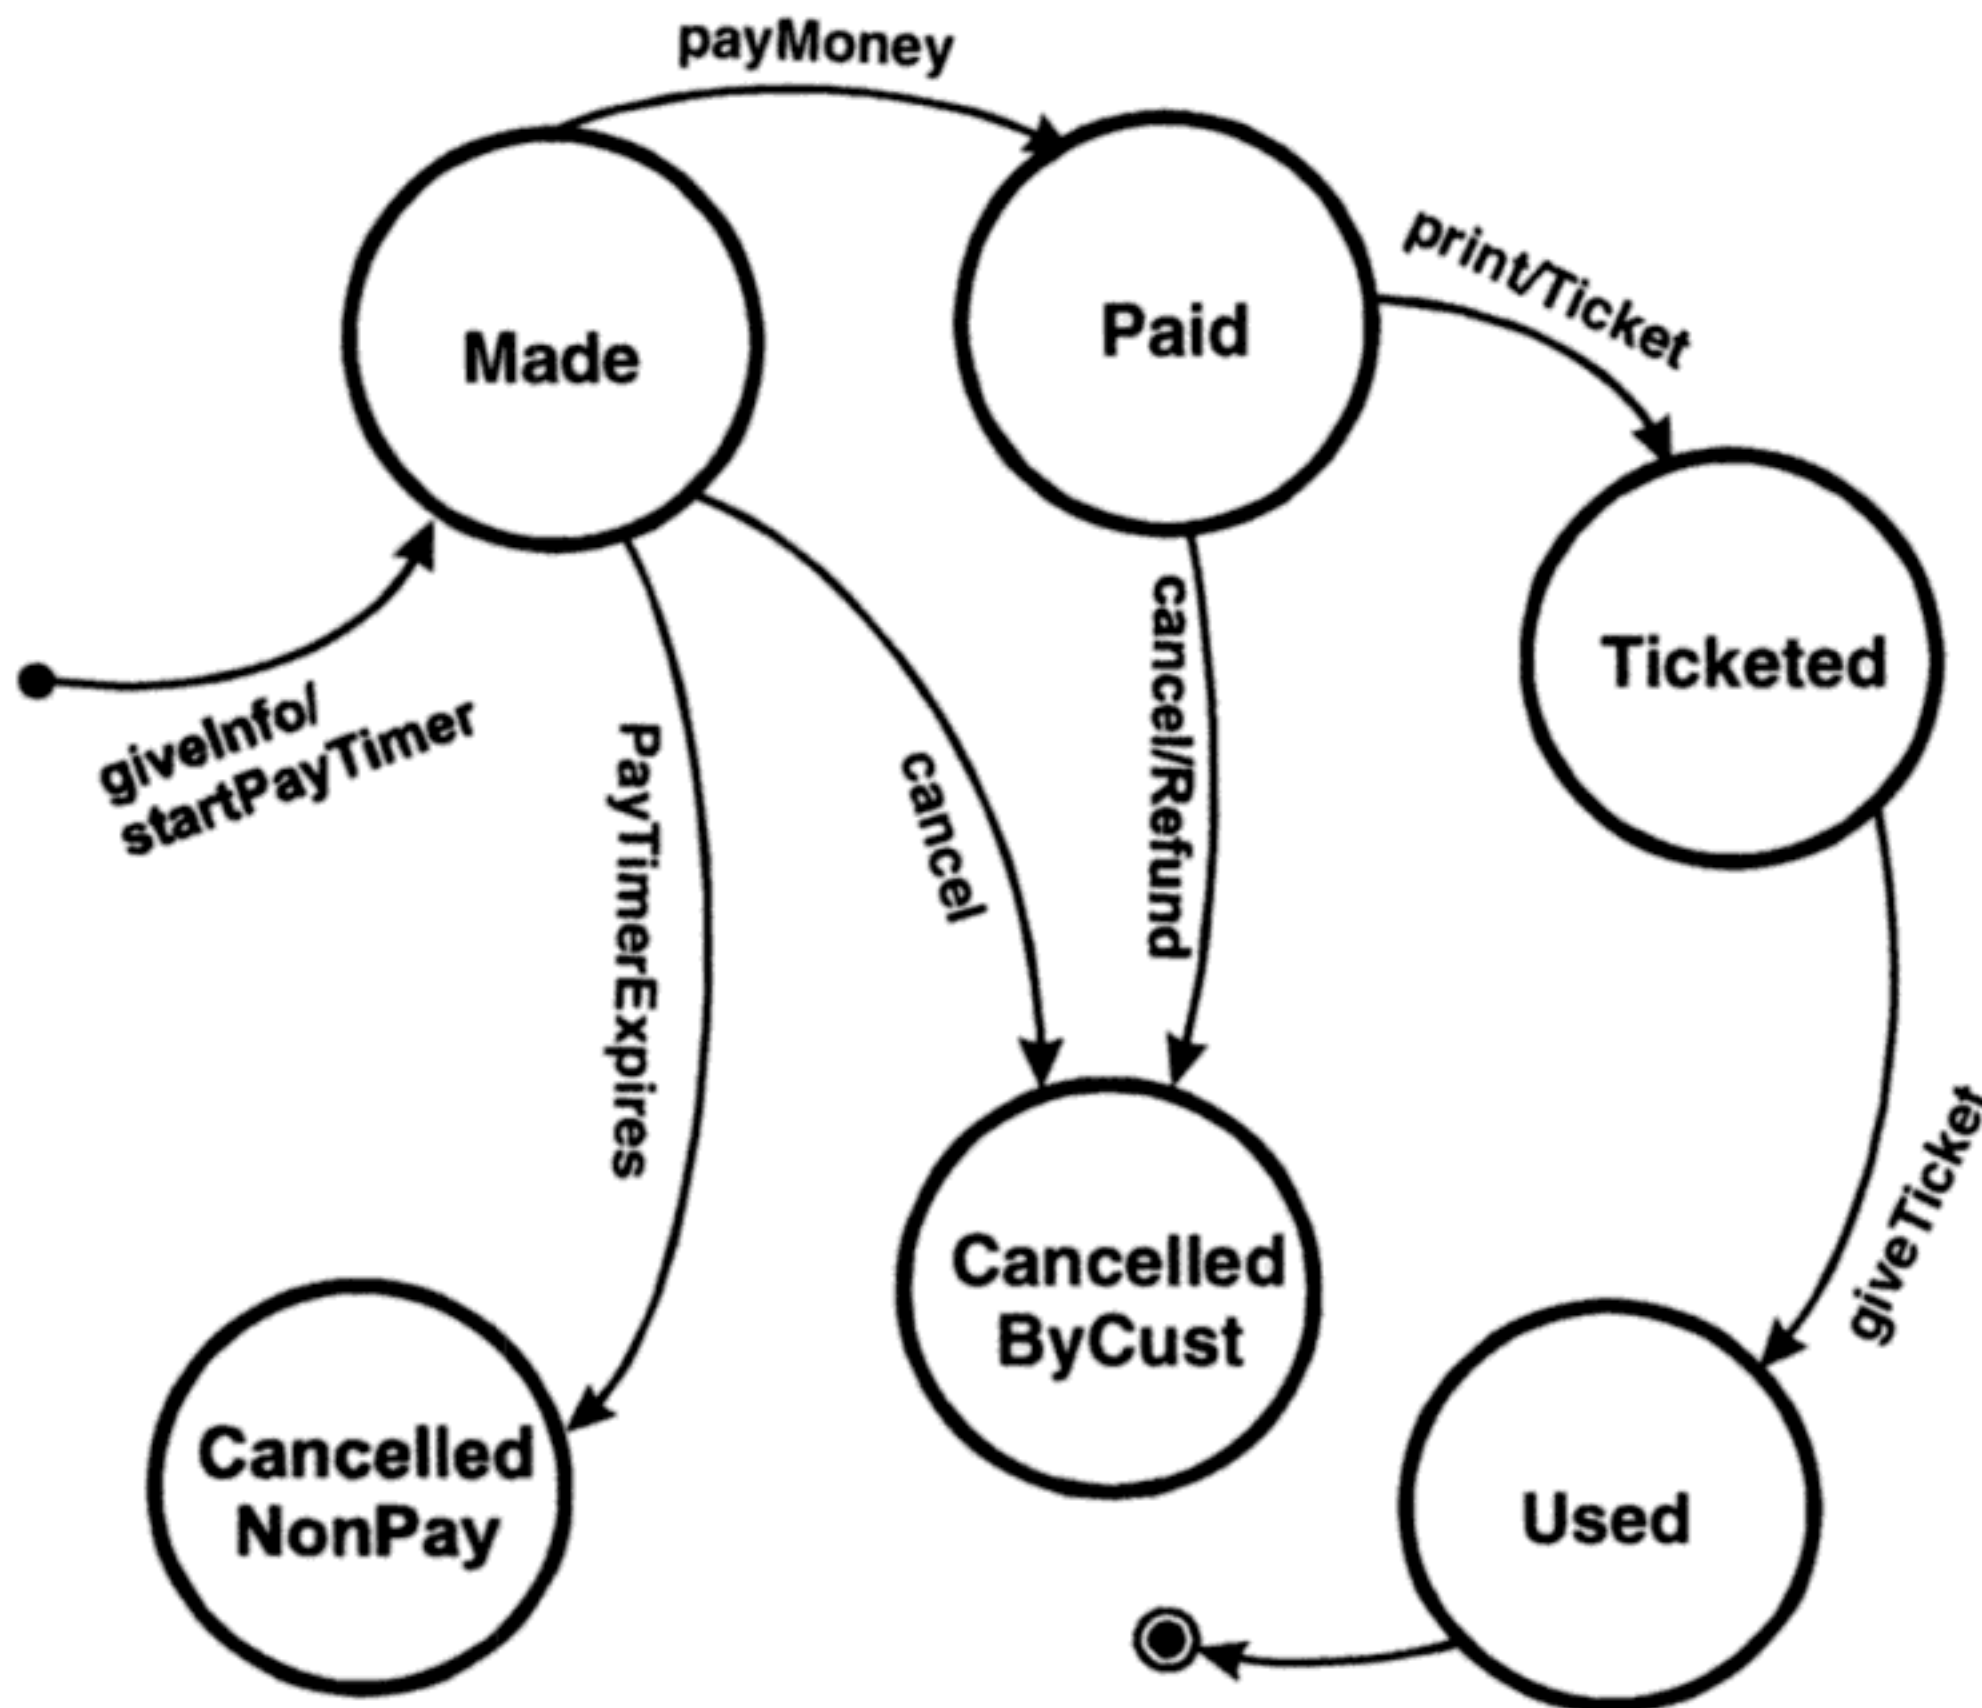 payMoney
print/Ticket
Made
Paid
Ticketed
giveInfo/
startPayTimer
PayTimerExpires
cancel
cancel/Refund
giveTicket
Cancelled
ByCust
Cancelled
NonPay
Used